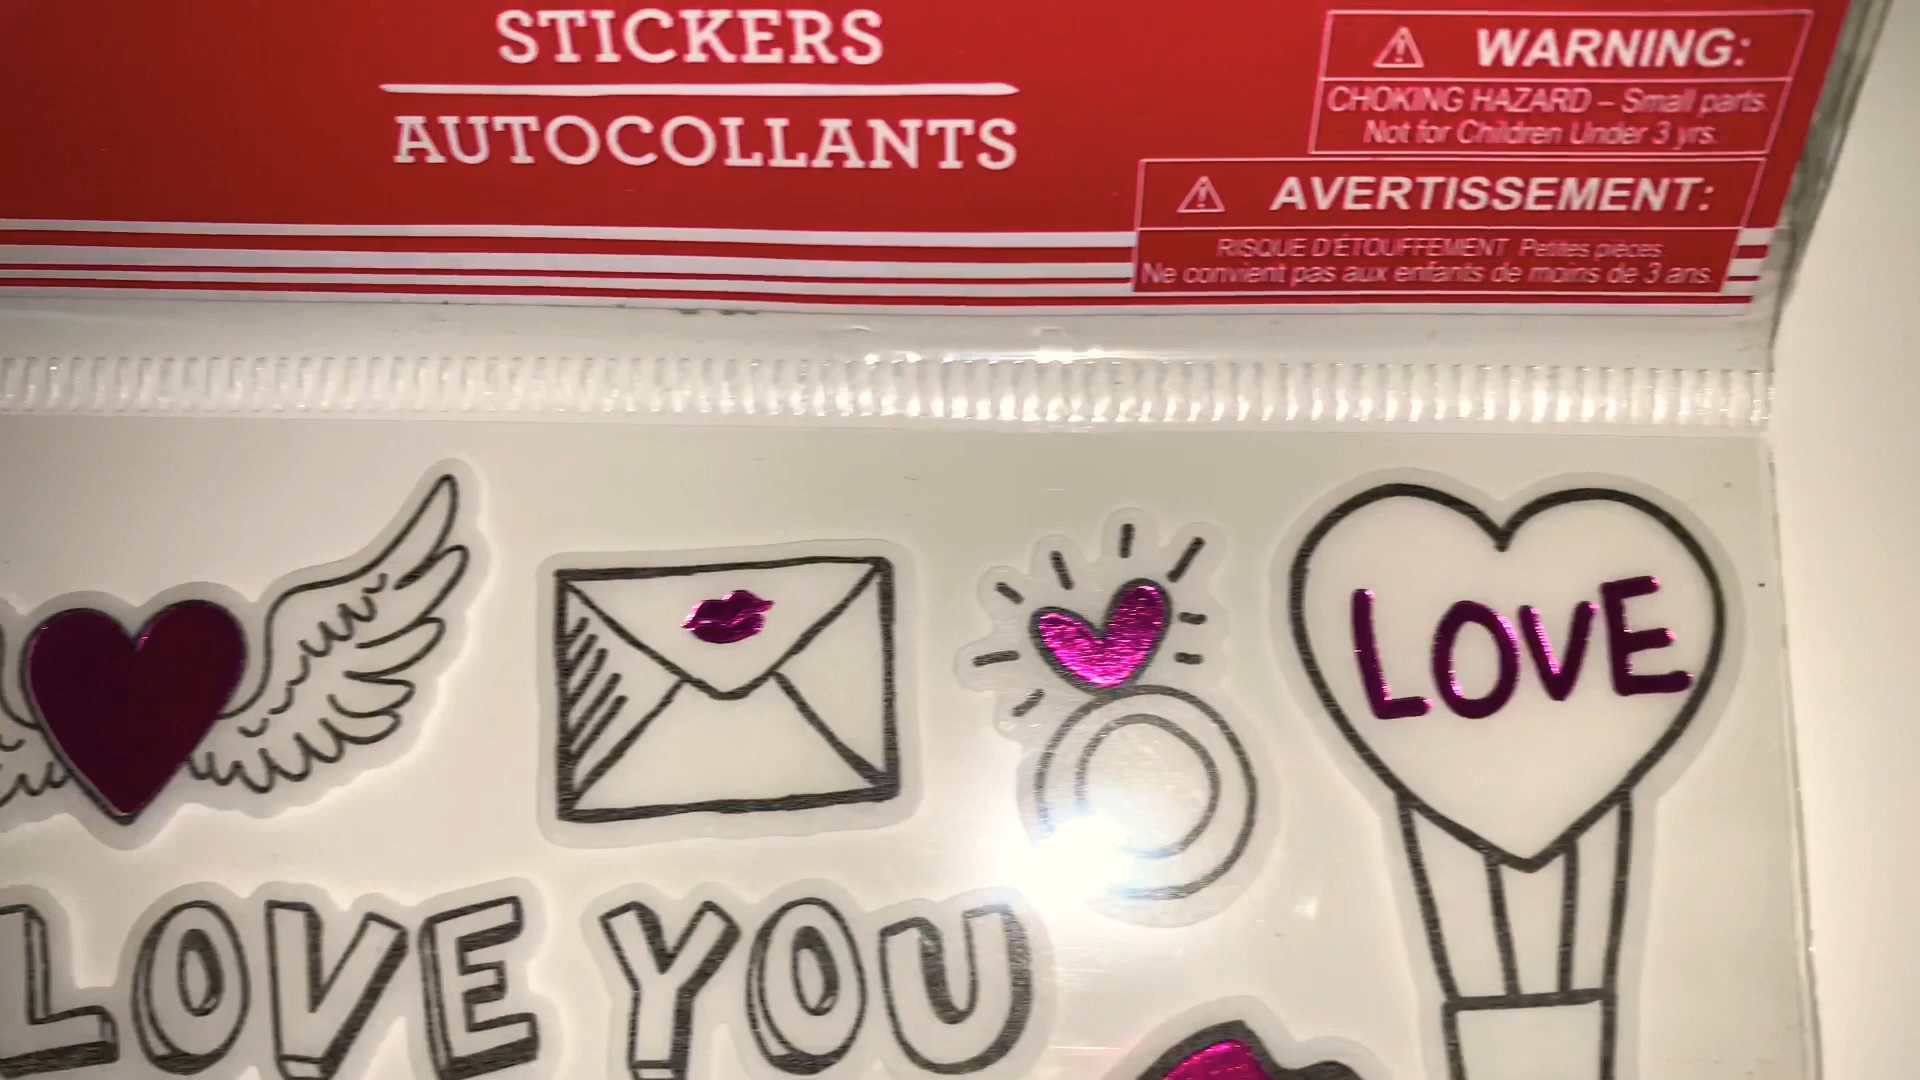 STICKERS
AUTOCOLLANTS
WARNING:
CHOKING HAZARD – Small parts.
Not for Children Under 3 yrs.
AVERTISSEMENT:
RISQUE D'ÉTOUFFEMENT Petites pièces
Ne convient pas aux enfants de moins de 3 ans.
LOVE
LOVE YOU